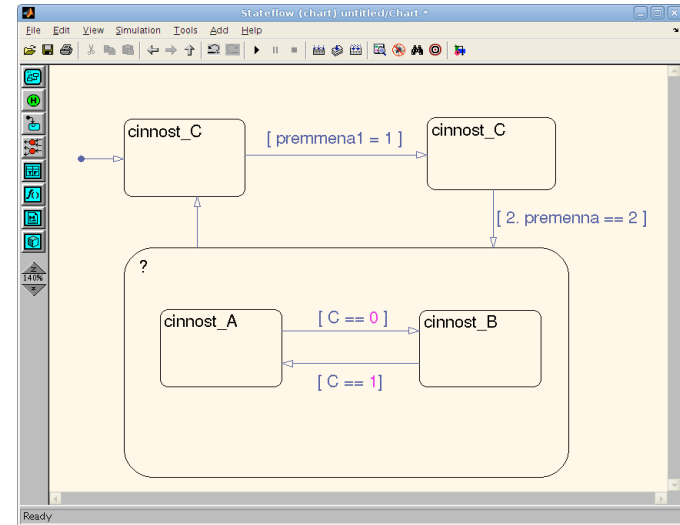 Stateflow (chart) untitled/Chart *
File Edit View Simulation Tools Add Help
cinnost_C
[ premmena1 = 1 ]
cinnost_C
[ 2. premenna == 2 ]
140%
?
cinnost_A
[ C == 0 ]
cinnost_B
[ C == 1]
Ready